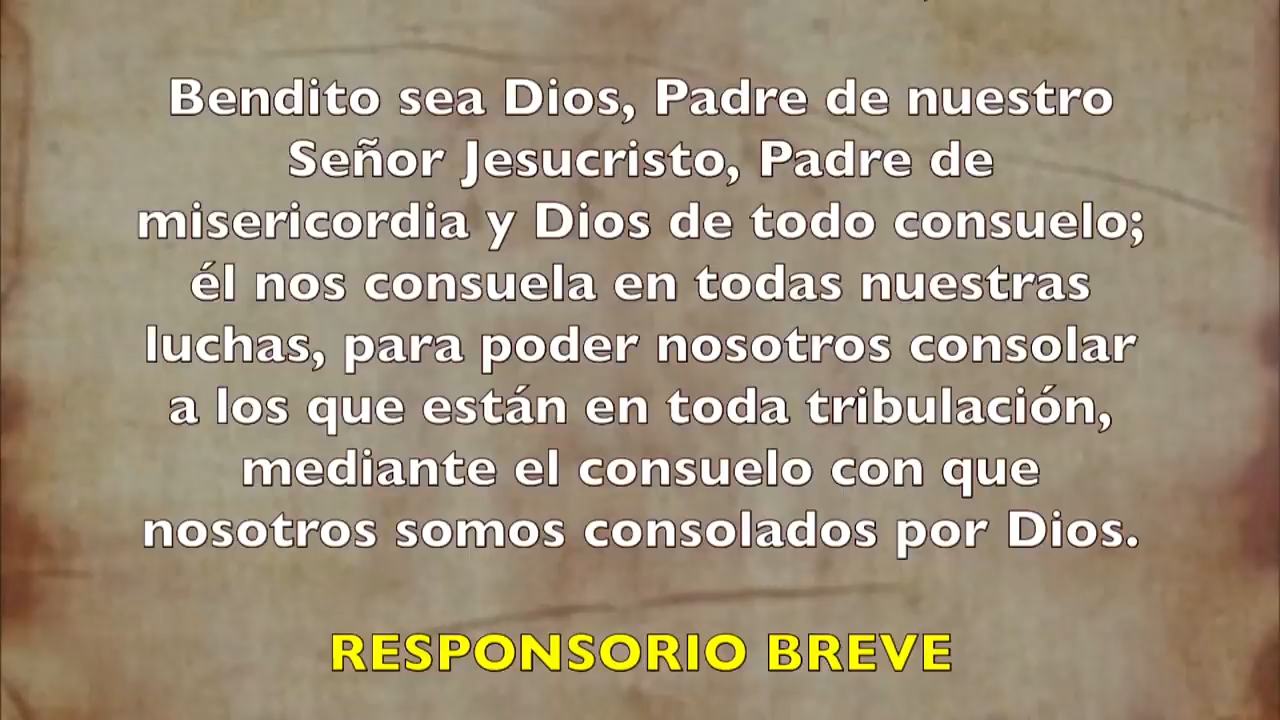 Bendito sea Dios, Padre de nuestro
Señor Jesucristo, Padre de
misericordia y Dios de todo consuelo;
él nos consuela en todas nuestras
luchas, para poder nosotros consolar
a los que están en toda tribulación,
mediante el consuelo con que
nosotros somos consolados por Dios.
RESPONSORIO BREVE